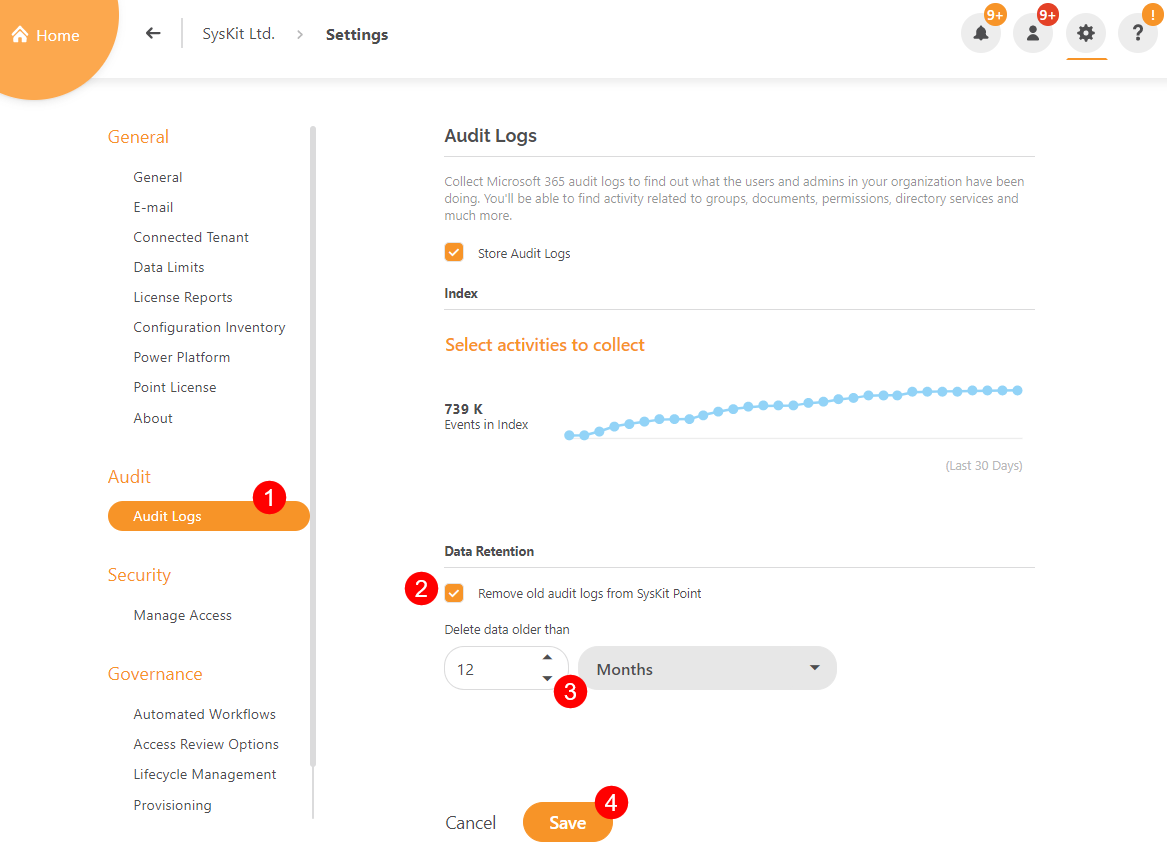 Home
SysKit Ltd. > Settings
9+
9+
!
?
General
General
E-mail
Connected Tenant
Data Limits
License Reports
Configuration Inventory
Power Platform
Point License
About
Audit
1
Audit Logs
Security
Manage Access
Governance
Automated Workflows
Access Review Options
Lifecycle Management
Provisioning
Audit Logs
Collect Microsoft 365 audit logs to find out what the users and admins in your organization have been
doing. You'll be able to find activity related to groups, documents, permissions, directory services and
much more.
Store Audit Logs
Index
Select activities to collect
739 K
Events in Index
(Last 30 Days)
Data Retention
2
Remove old audit logs from SysKit Point
Delete data older than
12
Months
3
4
Cancel Save